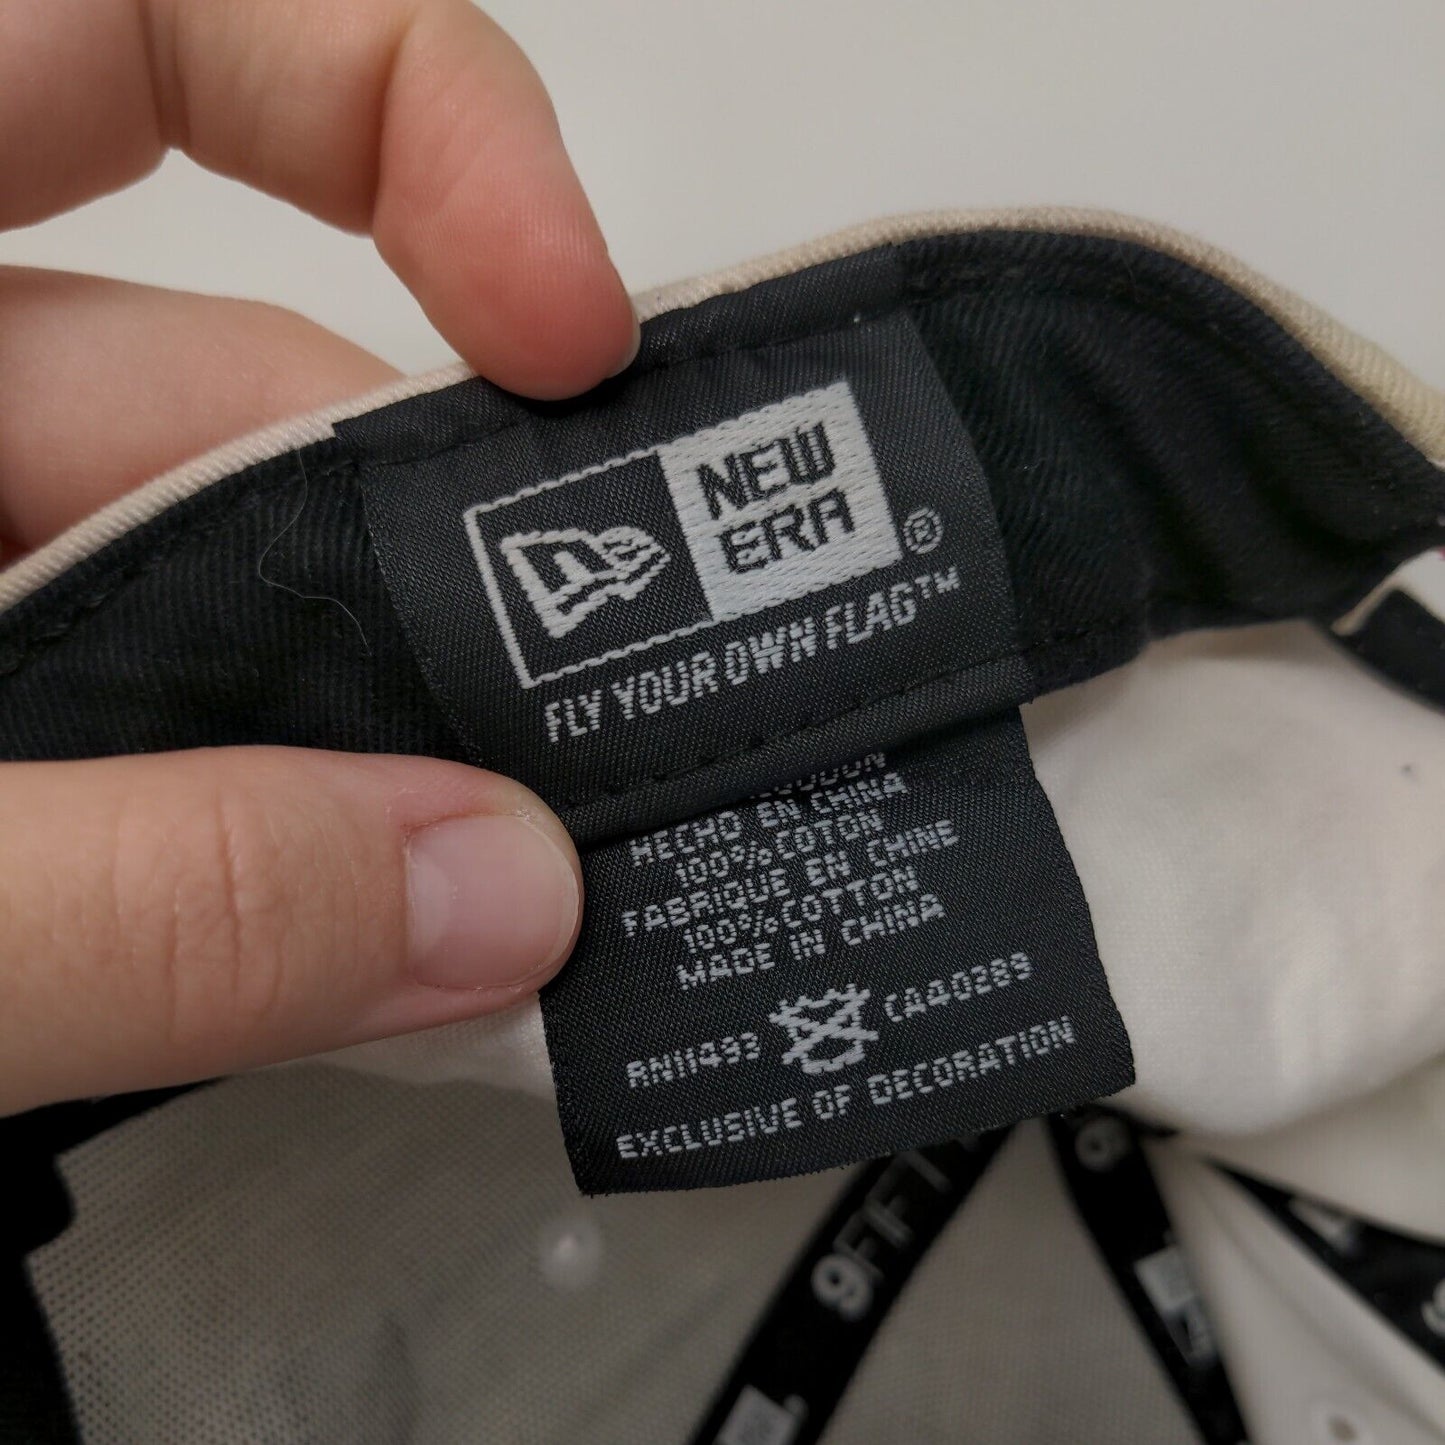 NEW
ERA®
FLY YOUR OWN FLAG™
HECHO EN CHINA
100% COTON
FABRIQUE EN CHINE
100% COTTON
MADE IN CHINA
RN11493 CA40289
EXCLUSIVE OF DECORATION
9FIFT